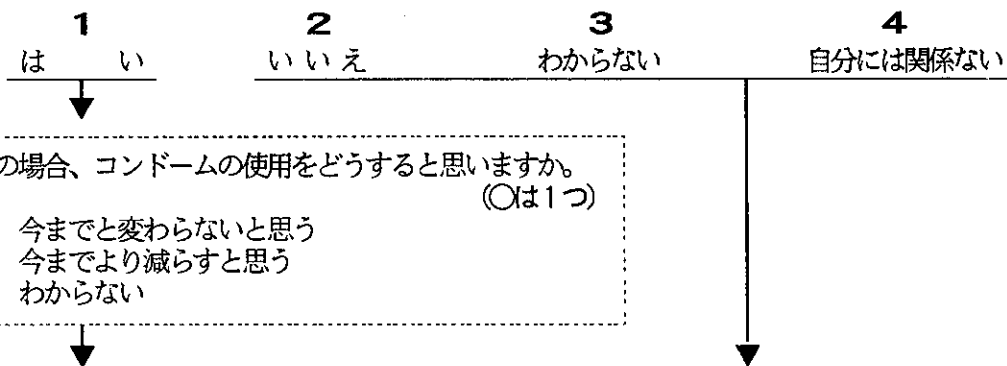 1 2 3 4
はい いいえ わからない 自分には関係ない
の場合、コンドームの使用をどうすると思いますか。
(○は1つ)
今までと変わらないと思う
今までより減らすと思う
わからない